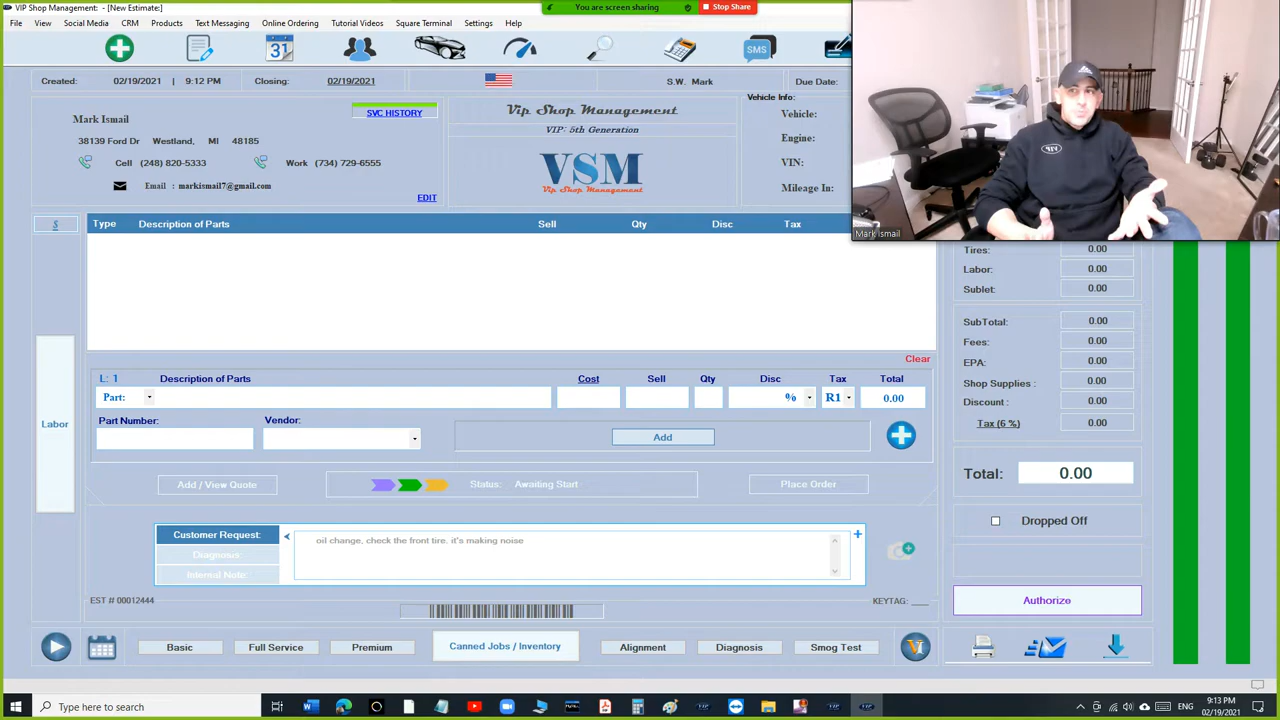 VIP Shop Management: - [New Estimate:]
You are screen sharing
Stop Share
File View Social Media CRM Products Text Messaging Online Ordering Tutorial Videos Square Terminal Settings Help
31
SMS
Created: 02/19/2021 | 9:12 PM Closing: 02/19/2021 S.W. Mark Due Date:
Mark Ismail
SVC HISTORY
38139 Ford Dr Westland, MI 48185
Cell (248) 820-5333 Work (734) 729-6555
Email : markismail7@gmail.com
EDIT
Vip Shop Management
VIP: 5th Generation
VSM
Vip Shop Management
Vehicle Info:
Vehicle:
Engine:
VIN:
Mileage In:
VIP
Mark Ismail
S
Type Description of Parts Sell Qty Disc Tax
Labor
Clear
L: 1 Description of Parts Cost Sell Qty Disc Tax Total
Part: % R1 0.00
Part Number: Vendor:
Add
Add / View Quote
Status: Awaiting Start
Place Order
Customer Request:
Diagnosis:
Internal Note:
oil change, check the front tire. it's making noise
EST # 00012444
KEYTAG: ___
Tires: 0.00
Labor: 0.00
Sublet: 0.00
SubTotal: 0.00
Fees: 0.00
EPA: 0.00
Shop Supplies : 0.00
Discount : 0.00
Tax (6 %) 0.00
Total: 0.00
Dropped Off
Authorize
Basic Full Service Premium Canned Jobs / Inventory Alignment Diagnosis Smog Test
Type here to search
ENG
9:13 PM
02/19/2021